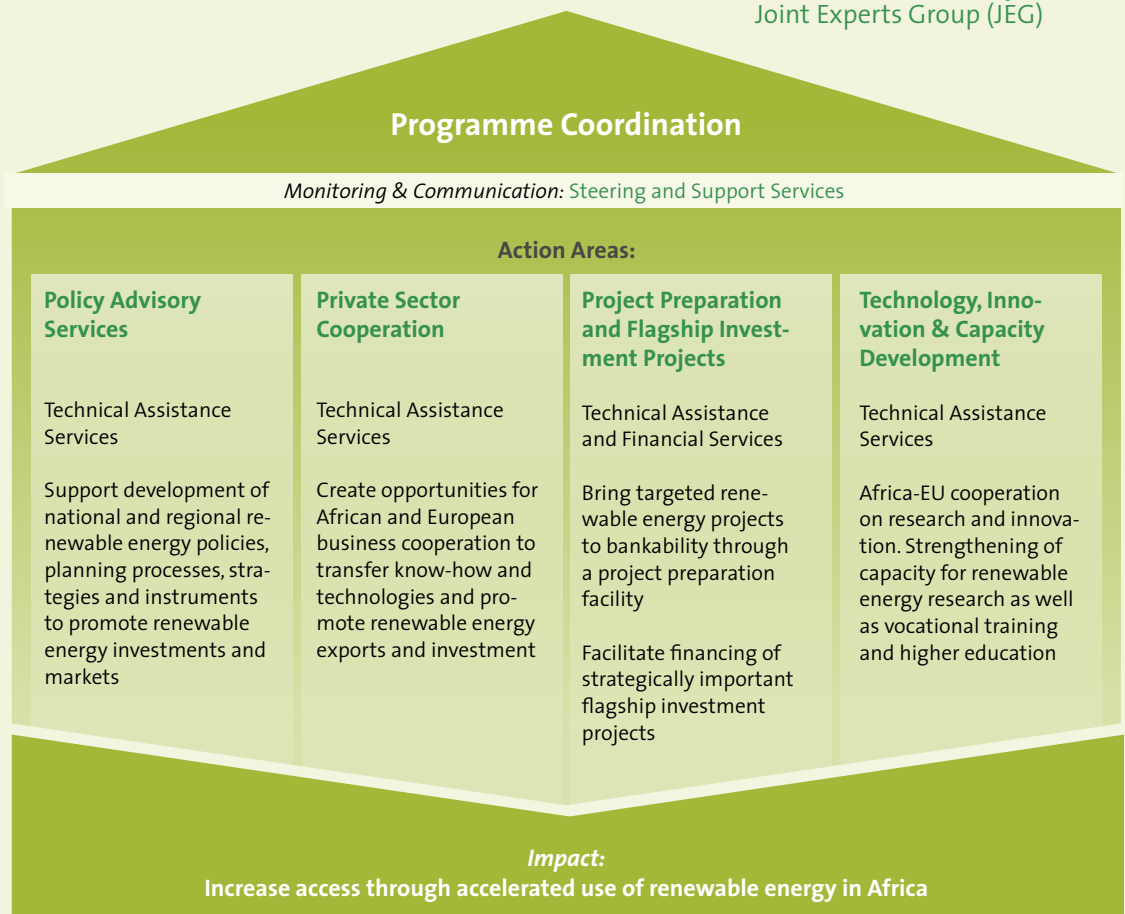 Joint Experts Group (JEG)
Programme Coordination
Monitoring & Communication: Steering and Support Services
Action Areas:
Policy Advisory
Services
Technical Assistance
Services
Support development of
national and regional re-
newable energy policies,
planning processes, stra-
tegies and instruments
to promote renewable
energy investments and
markets
Private Sector
Cooperation
Technical Assistance
Services
Create opportunities for
African and European
business cooperation to
transfer know-how and
technologies and pro-
mote renewable energy
exports and investment
Project Preparation
and Flagship Invest-
ment Projects
Technical Assistance
and Financial Services
Bring targeted rene-
wable energy projects
to bankability through
a project preparation
facility
Facilitate financing of
strategically important
flagship investment
projects
Technology, Inno-
vation & Capacity
Development
Technical Assistance
Services
Africa-EU cooperation
on research and innova-
tion. Strengthening of
capacity for renewable
energy research as well
as vocational training
and higher education
Impact:
Increase access through accelerated use of renewable energy in Africa